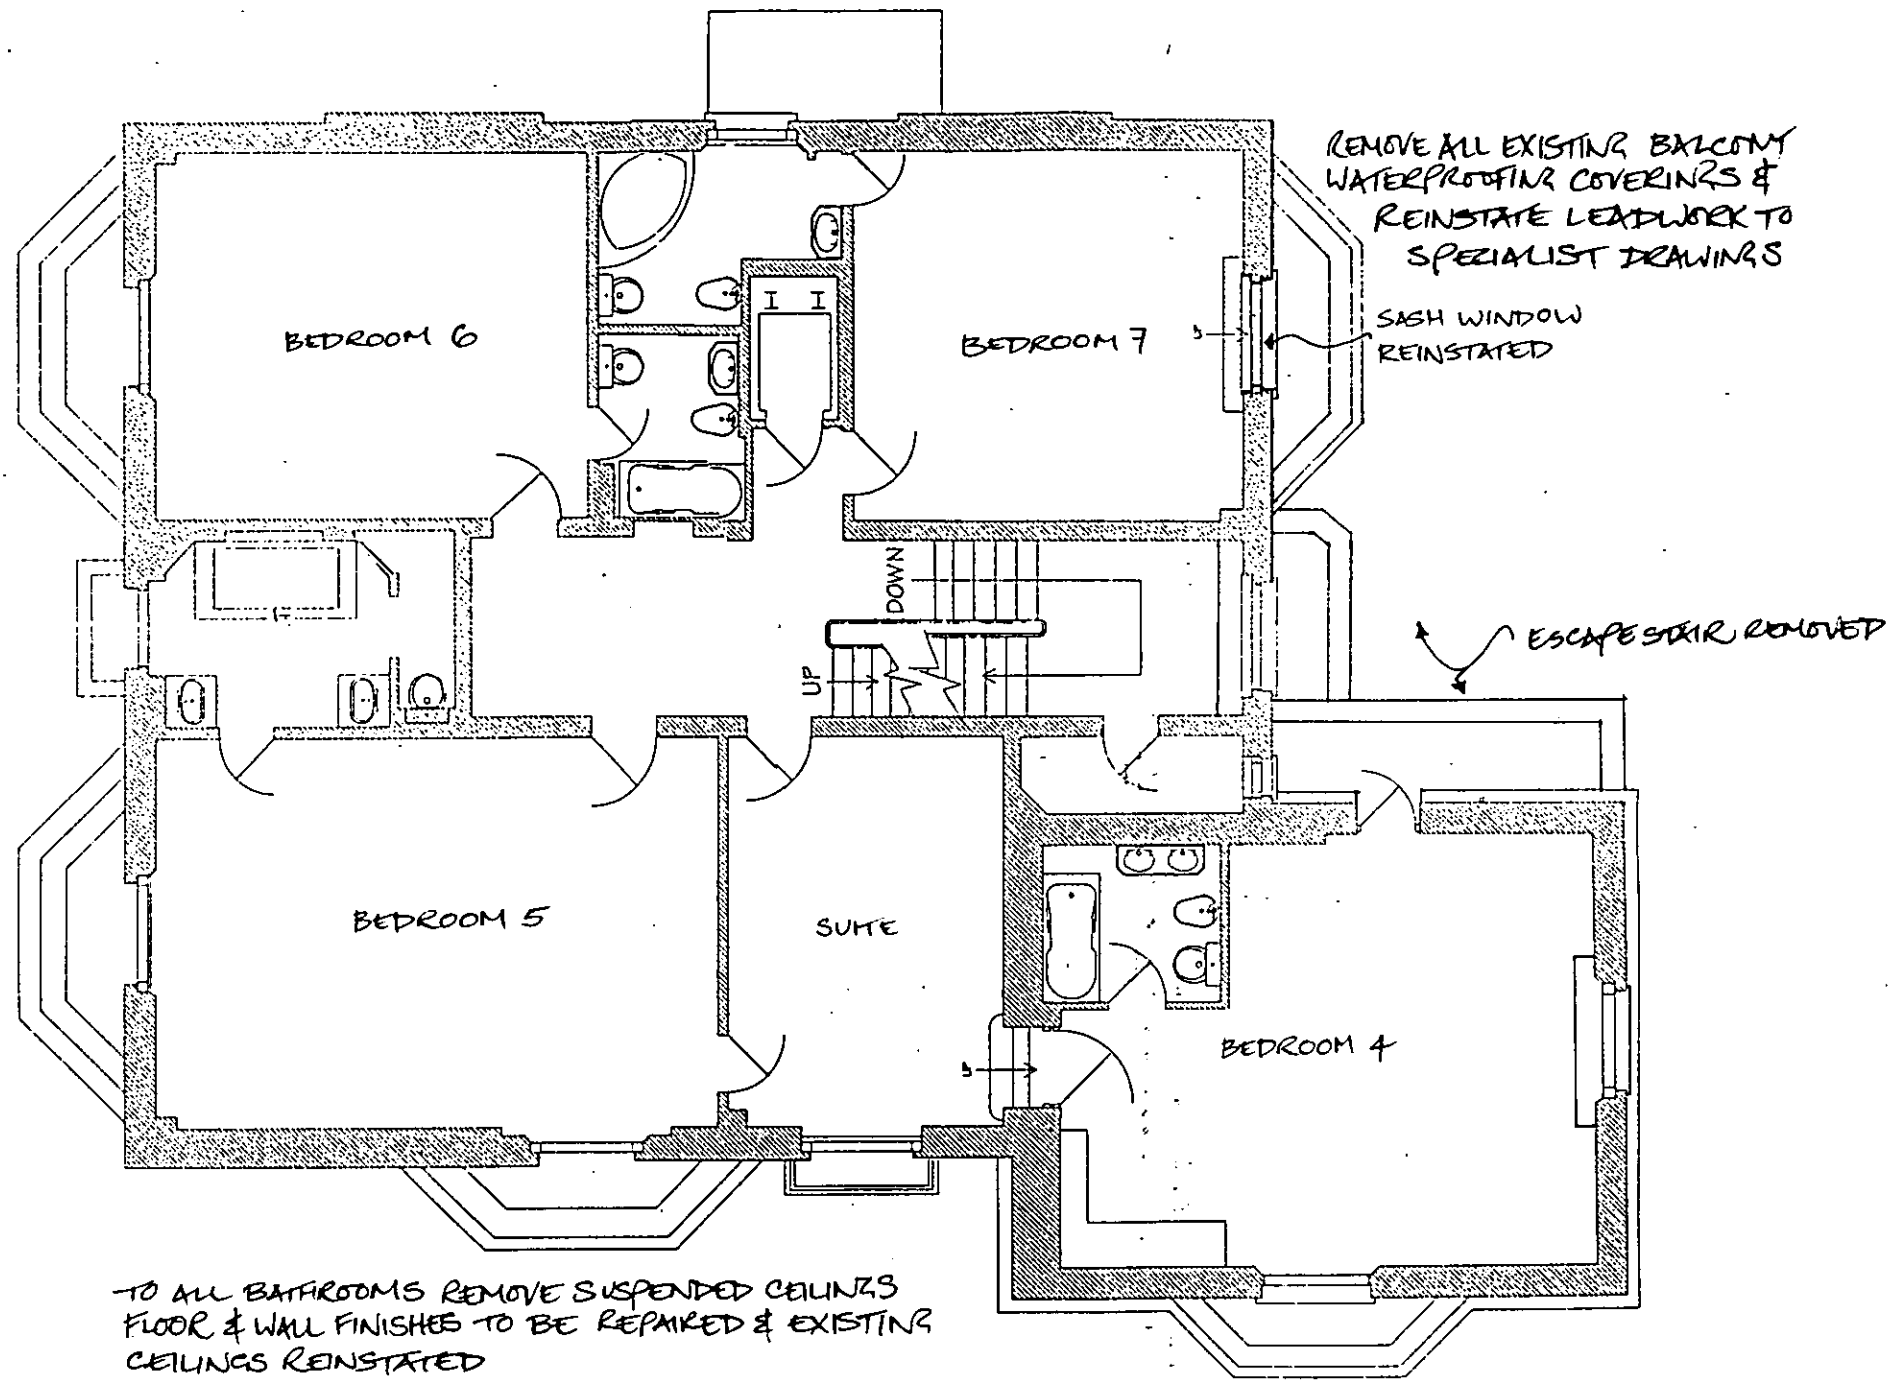 REMOVE ALL EXISTING BALCONY
WATERPROOFING COVERINGS &
REINSTATE LEADWORK TO
SPECIALIST DRAWINGS
SASH WINDOW
REINSTATED
BEDROOM 6
BEDROOM 7
DOWN
UP
ESCAPE STAIR REMOVED
BEDROOM 5
SUITE
UP
BEDROOM 4
TO ALL BATHROOMS REMOVE SUSPENDED CEILINGS
FLOOR & WALL FINISHES TO BE REPAIRED & EXISTING
CEILINGS REINSTATED